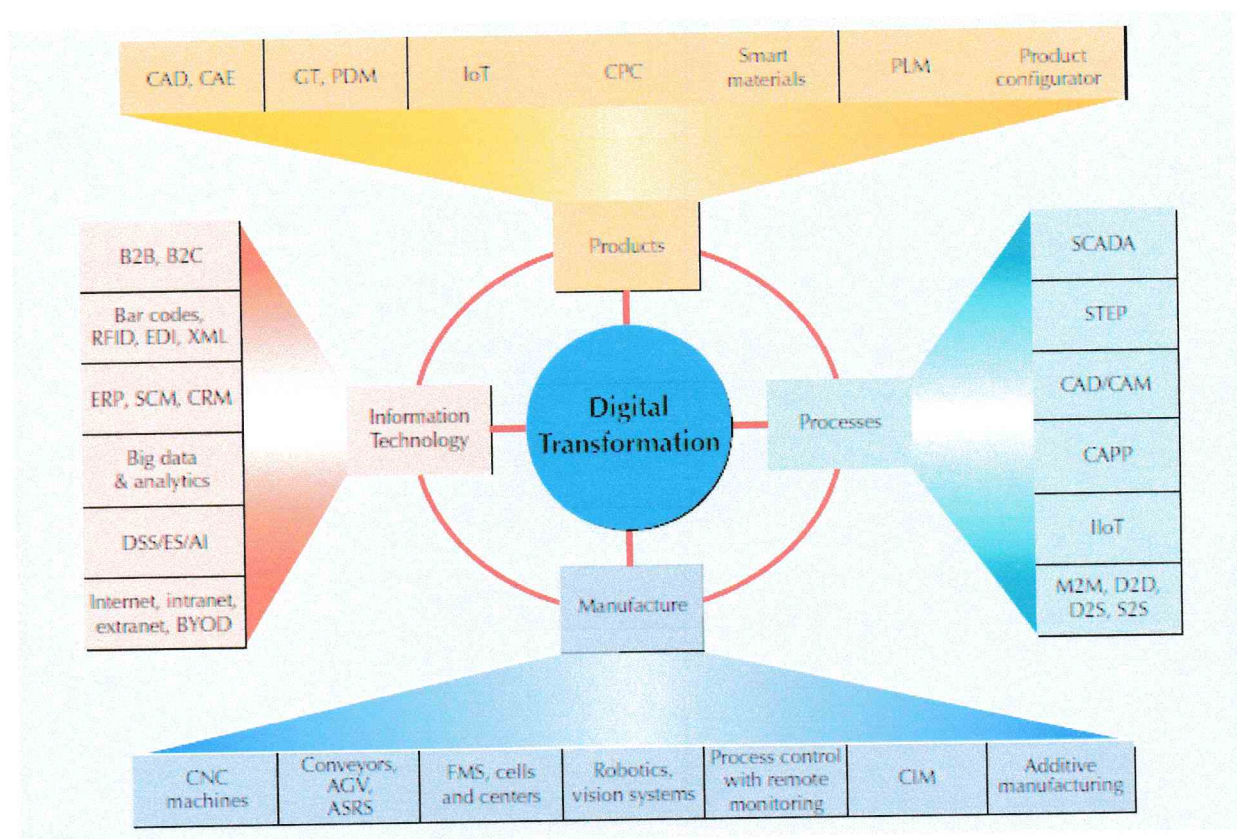 CAD, CAE
GT, PDM
IoT
CPC
Smart
materials
PLM
Product
configurator
Products
B2B, B2C
Bar codes,
RFID, EDI, XML
ERP, SCM, CRM
Big data
& analytics
DSS/ES/AI
Internet, intranet,
extranet, BYOD
Information
Technology
Digital
Transformation
Processes
SCADA
STEP
CAD/CAM
CAPP
IIoT
M2M, D2D,
D2S, S2S
Manufacture
CNC
machines
Conveyors,
AGV,
ASRS
FMS, cells
and centers
Robotics,
vision systems
Process control
with remote
monitoring
CIM
Additive
manufacturing